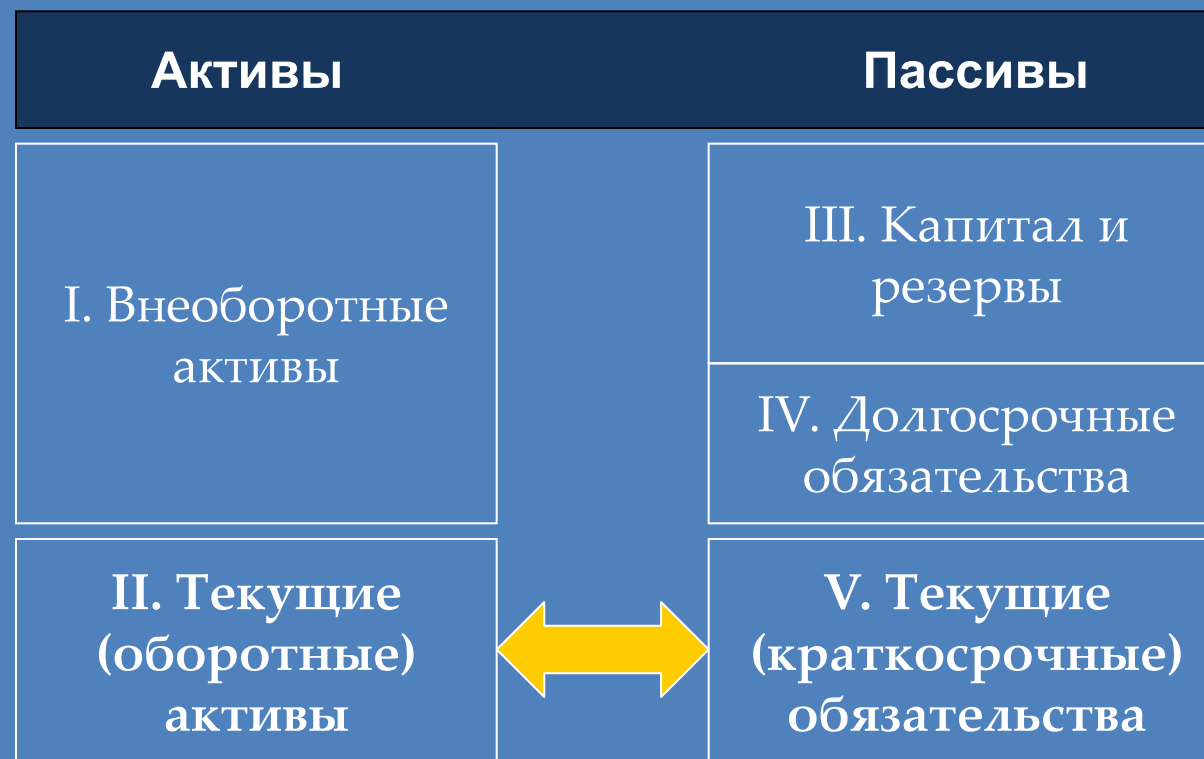 Активы
Пассивы
I. Внеоборотные
активы
III. Капитал и
резервы
IV. Долгосрочные
обязательства
II. Текущие
(оборотные)
активы
V. Текущие
(краткосрочные)
обязательства